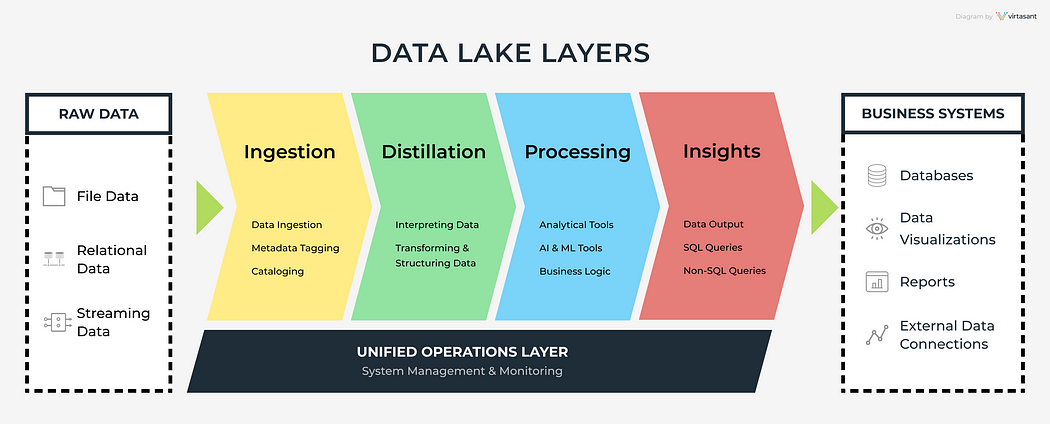 Diagram by virtasant
DATA LAKE LAYERS
RAW DATA
File Data
Relational
Data
Streaming
Data
Ingestion
Data Ingestion
Metadata Tagging
Cataloging
Distillation
Interpreting Data
Transforming &
Structuring Data
Processing
Analytical Tools
AI & ML Tools
Business Logic
Insights
Data Output
SQL Queries
Non-SQL Queries
UNIFIED OPERATIONS LAYER
System Management & Monitoring
BUSINESS SYSTEMS
Databases
Data
Visualizations
Reports
External Data
Connections